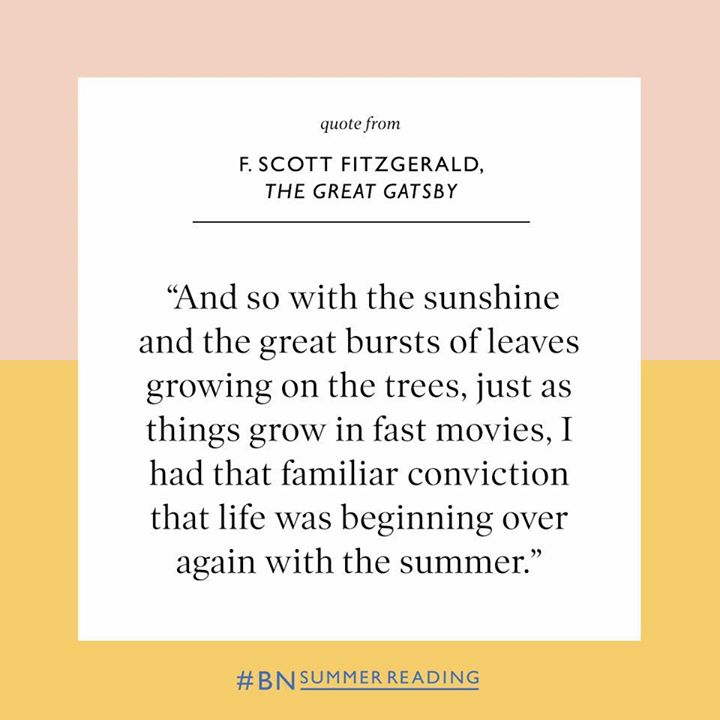 quote from
F. SCOTT FITZGERALD,
THE GREAT GATSBY
“And so with the sunshine
and the great bursts of leaves
growing on the trees, just as
things grow in fast movies, I
had that familiar conviction
that life was beginning over
again with the summer.”
#BNSUMMER READING